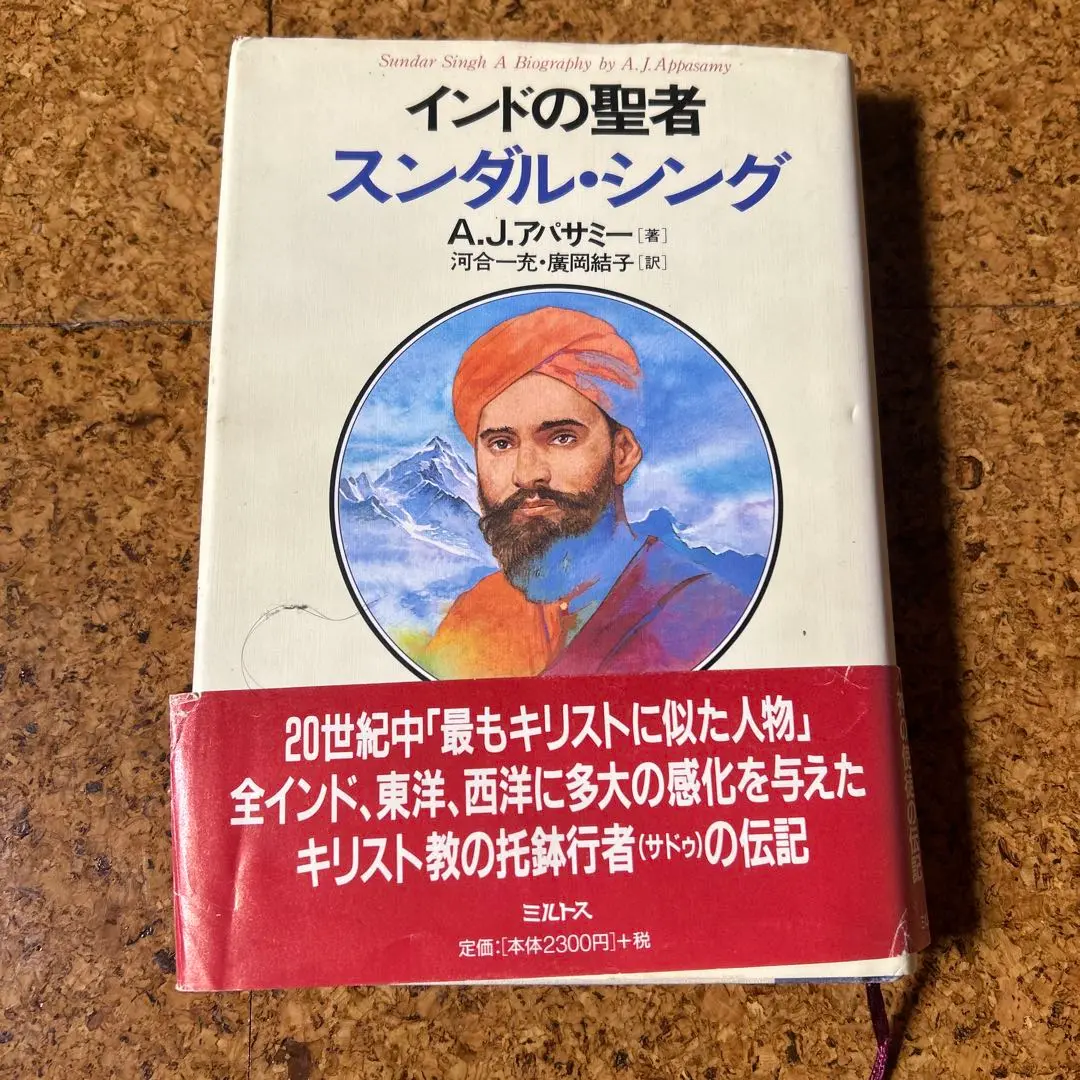 Sundar Singh A Biography by A.J.Appasamy
インドの聖者
スンダル・シング
A.J.アパサミー[著]
河合一充・廣岡結子[訳]
20世紀中「最もキリストに似た人物」
全インド、東洋、西洋に多大の感化を与えた
キリスト教の托鉢行者(サドゥ)の伝記
ミルトス
定価:[本体2300円]+税